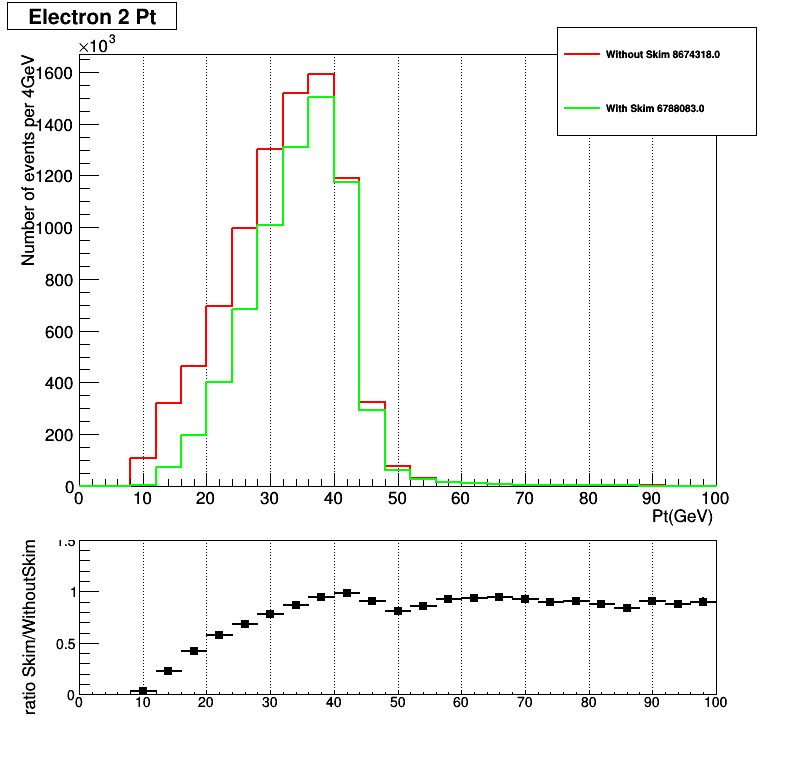 Electron 2 Pt
×10³
Without Skim 8674318.0
With Skim 6788083.0
Number of events per 4GeV
1600
1400
1200
1000
800
600
400
200
0
0 10 20 30 40 50 60 70 80 90 100
Pt(GeV)
ratio Skim/WithoutSkim
1.5
1
0.5
0
0 10 20 30 40 50 60 70 80 90 100